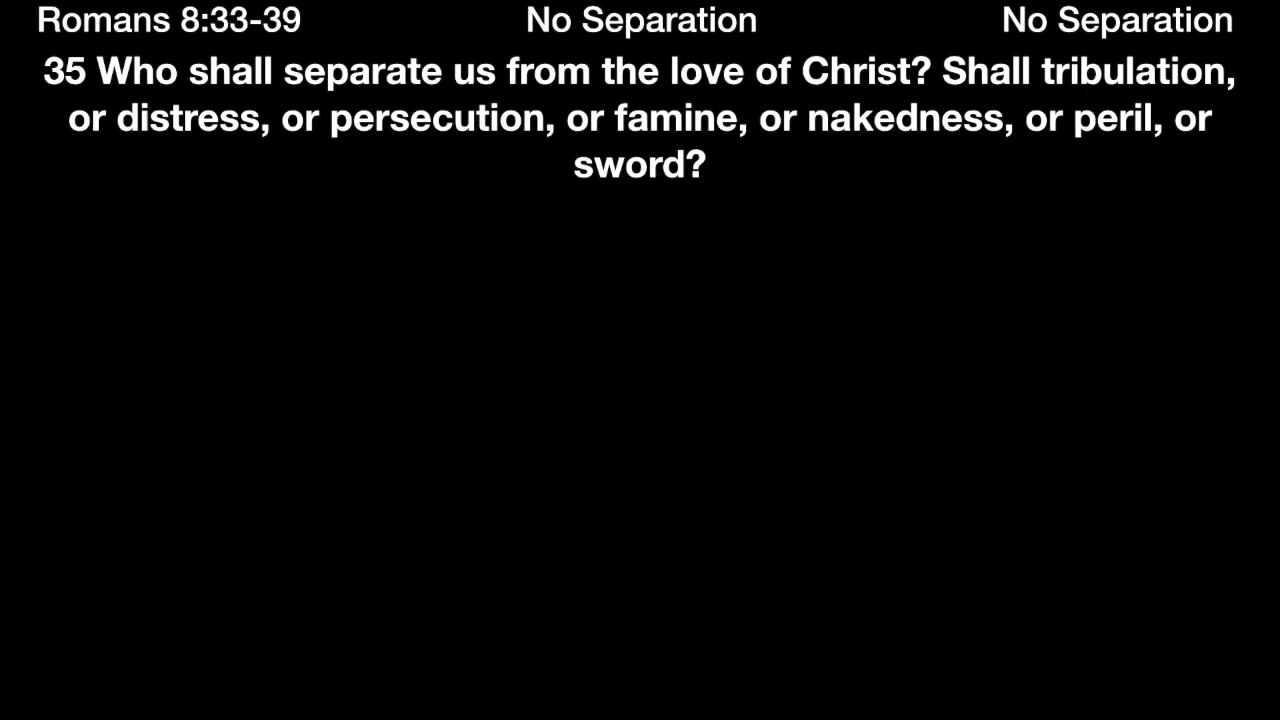 Romans 8:33-39 No Separation No Separation
35 Who shall separate us from the love of Christ? Shall tribulation,
or distress, or persecution, or famine, or nakedness, or peril, or
sword?